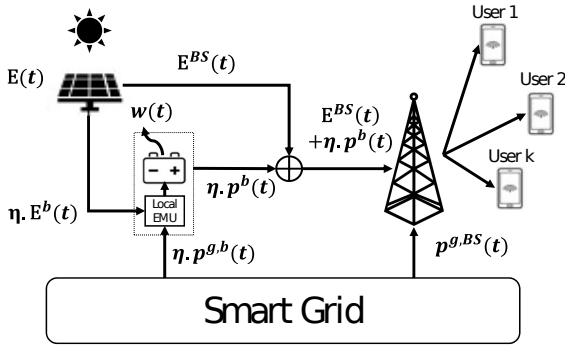 User 1
E(t)
E^{BS}(t)
w(t)
User 2
E^{BS}(t)
+η.p^b(t)
− +
η.p^b(t)
User k
η.E^b(t)
Local
EMU
η.p^{g,b}(t)
p^{g,BS}(t)
Smart Grid